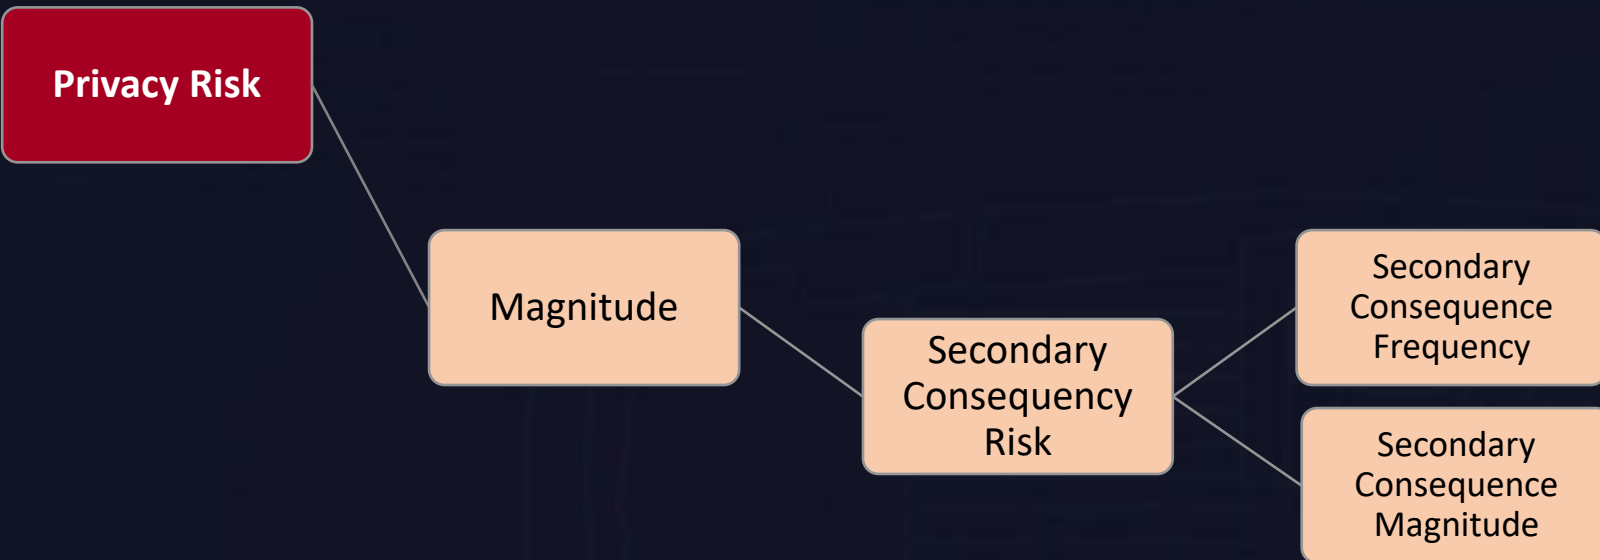 Privacy Risk
Magnitude
Secondary
Consequency
Risk
Secondary
Consequence
Frequency
Secondary
Consequence
Magnitude